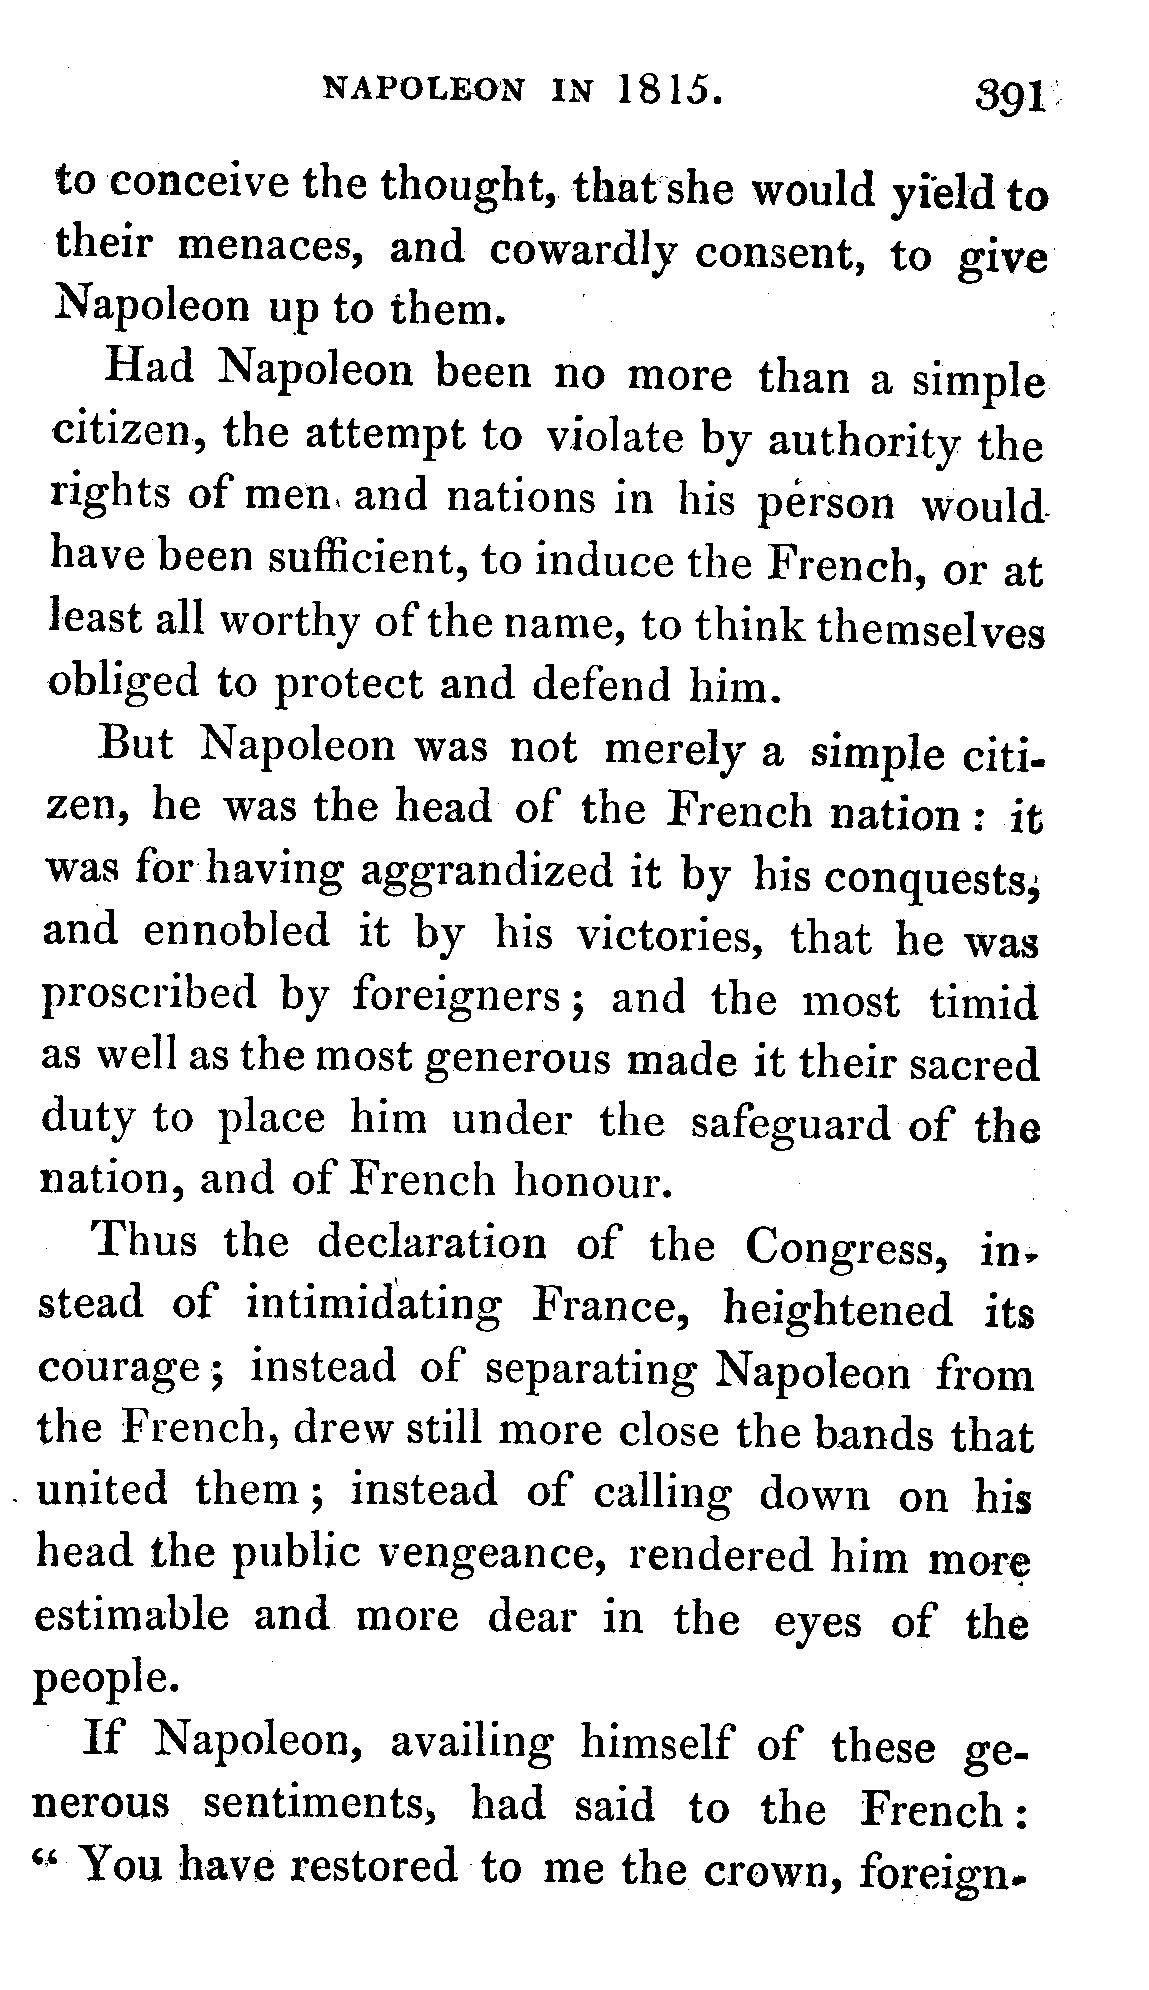 NAPOLEON IN 1815. 391
to conceive the thought, that she would yield to
their menaces, and cowardly consent, to give
Napoleon up to them.
Had Napoleon been no more than a simple
citizen, the attempt to violate by authority the
rights of men and nations in his person would
have been sufficient, to induce the French, or at
least all worthy of the name, to think themselves
obliged to protect and defend him.
But Napoleon was not merely a simple citi-
zen, he was the head of the French nation : it
was for having aggrandized it by his conquests,
and ennobled it by his victories, that he was
proscribed by foreigners ; and the most timid
as well as the most generous made it their sacred
duty to place him under the safeguard of the
nation, and of French honour.
Thus the declaration of the Congress, in-
stead of intimidating France, heightened its
courage ; instead of separating Napoleon from
the French, drew still more close the bands that
united them ; instead of calling down on his
head the public vengeance, rendered him more
estimable and more dear in the eyes of the
people.
If Napoleon, availing himself of these ge-
nerous sentiments, had said to the French :
“ You have restored to me the crown, foreign-